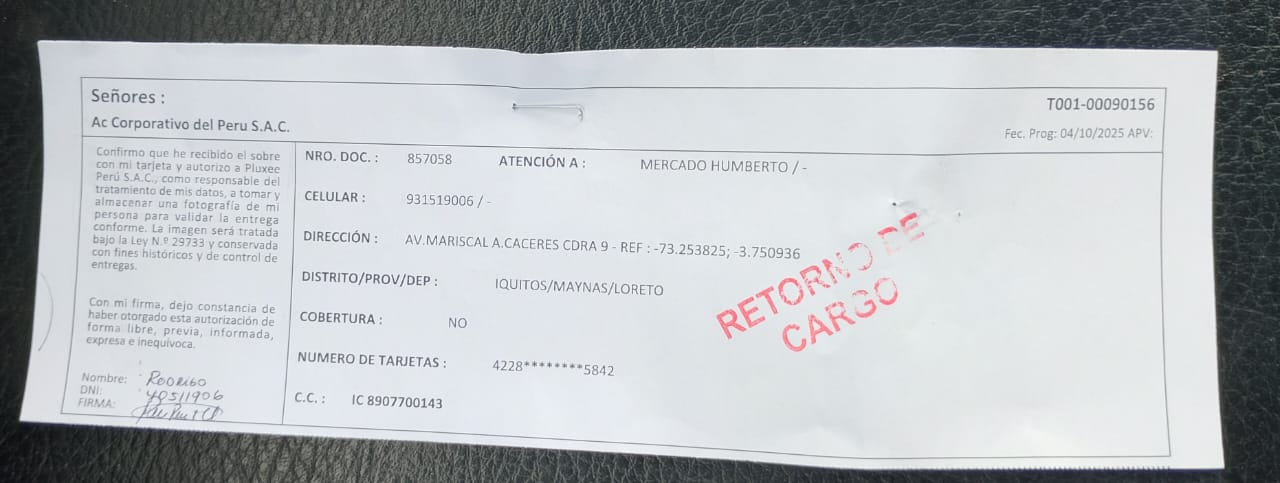 Señores :
Ac Corporativo del Peru S.A.C.
T001-00090156
Fec. Prog: 04/10/2025 APV:
Confirmo que he recibido el sobre
con mi tarjeta y autorizo a Pluxee
Perú S.A.C., como responsable del
tratamiento de mis datos, a tomar y
almacenar una fotografía de mi
persona para validar la entrega
conforme. La imagen será tratada
bajo la Ley N.º 29733 y conservada
con fines históricos y de control de
entregas.
Con mi firma, dejo constancia de
haber otorgado esta autorización de
forma libre, previa, informada,
expresa e inequívoca.
Nombre: Rodrigo
DNI: 40511906
FIRMA:
NRO. DOC. : 857058 ATENCIÓN A : MERCADO HUMBERTO / -
CELULAR : 931519006 / -
DIRECCIÓN : AV.MARISCAL A.CACERES CDRA 9 - REF : -73.253825; -3.750936
DISTRITO/PROV/DEP : IQUITOS/MAYNAS/LORETO
COBERTURA : NO
NUMERO DE TARJETAS : 4228********5842
C.C. : IC 8907700143
RETORNO DE
CARGO